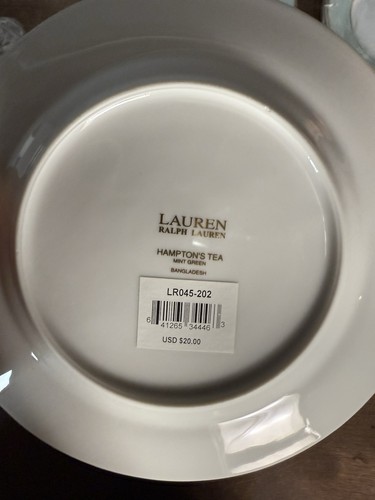 LAUREN
RALPH LAUREN
HAMPTON'S TEA
MINT GREEN
BANGLADESH
LR045-202
6 41265 34446 3
USD $20.00